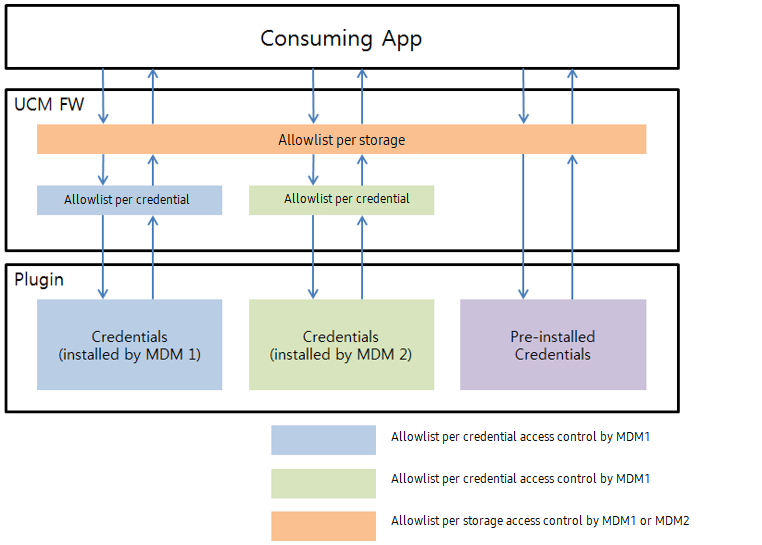 Consuming App
UCM FW
Allowlist per storage
Allowlist per credential
Allowlist per credential
Plugin
Credentials
(installed by MDM 1)
Credentials
(installed by MDM 2)
Pre-installed
Credentials
Allowlist per credential access control by MDM1
Allowlist per credential access control by MDM1
Allowlist per storage access control by MDM1 or MDM2